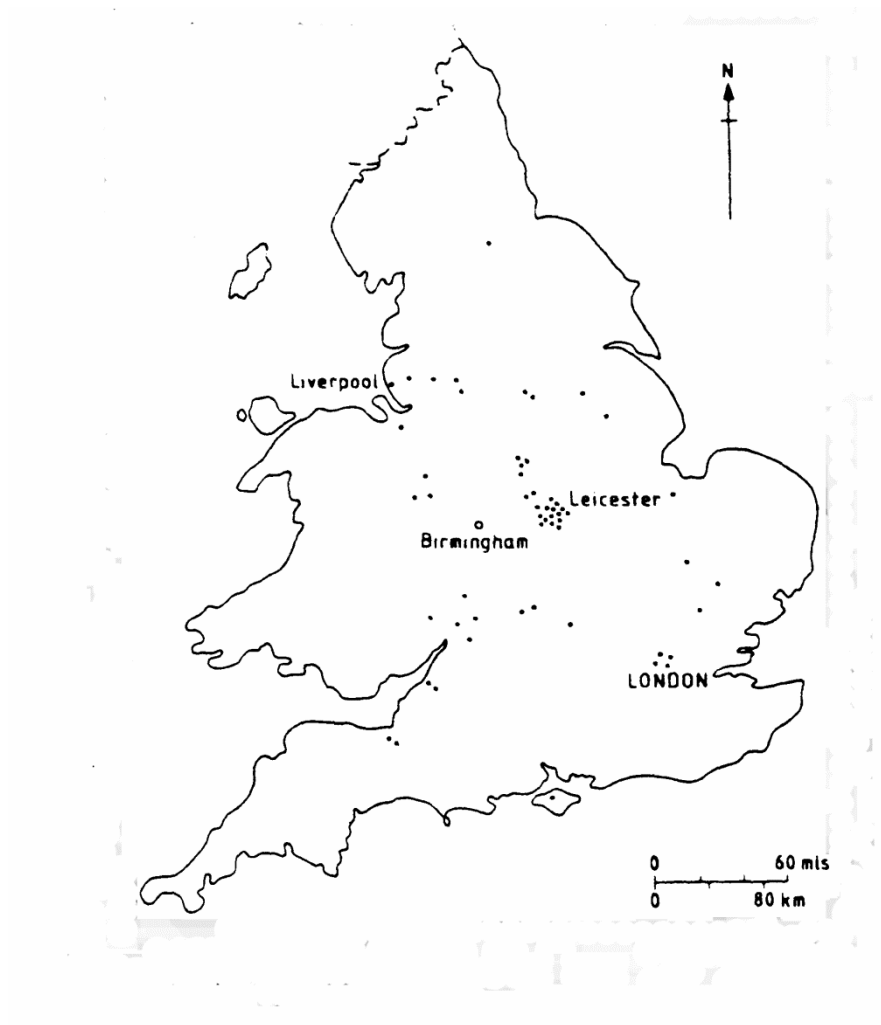 N
Liverpool
Leicester
Birmingham
LONDON
0 60 mls
0 80 km